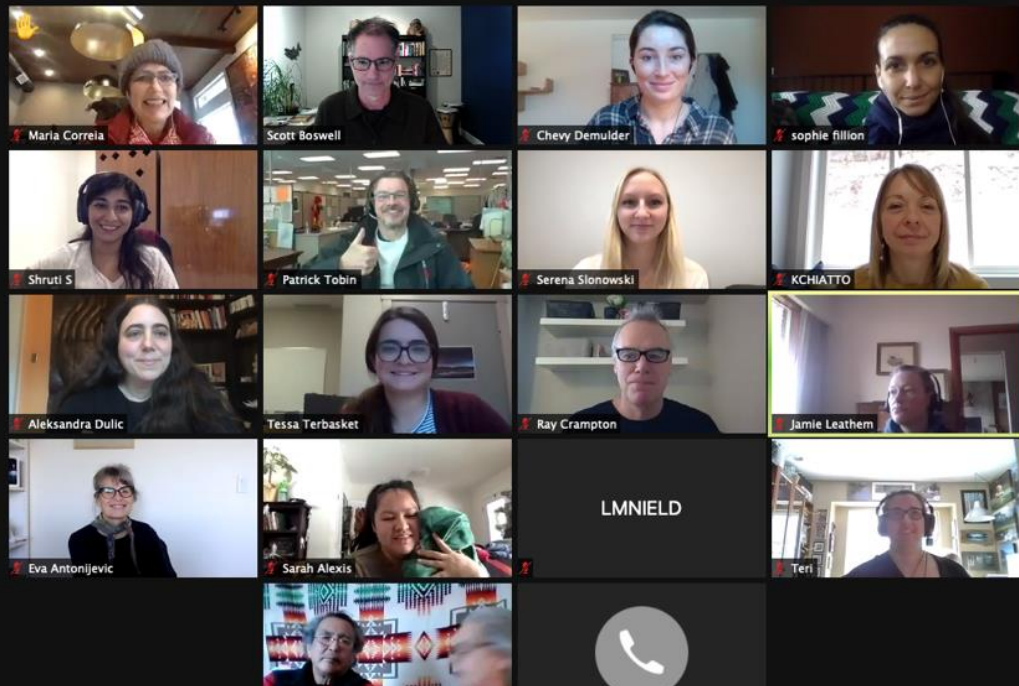 Maria Correia
Scott Boswell
Chevy Demulder
sophie fillion
Shruti S
Patrick Tobin
Serena Slonowski
KCHIATTO
Aleksandra Dulic
Tessa Terbasket
Ray Crampton
Jamie Leathem
Eva Antonijevic
Sarah Alexis
LMNIELD
Teri